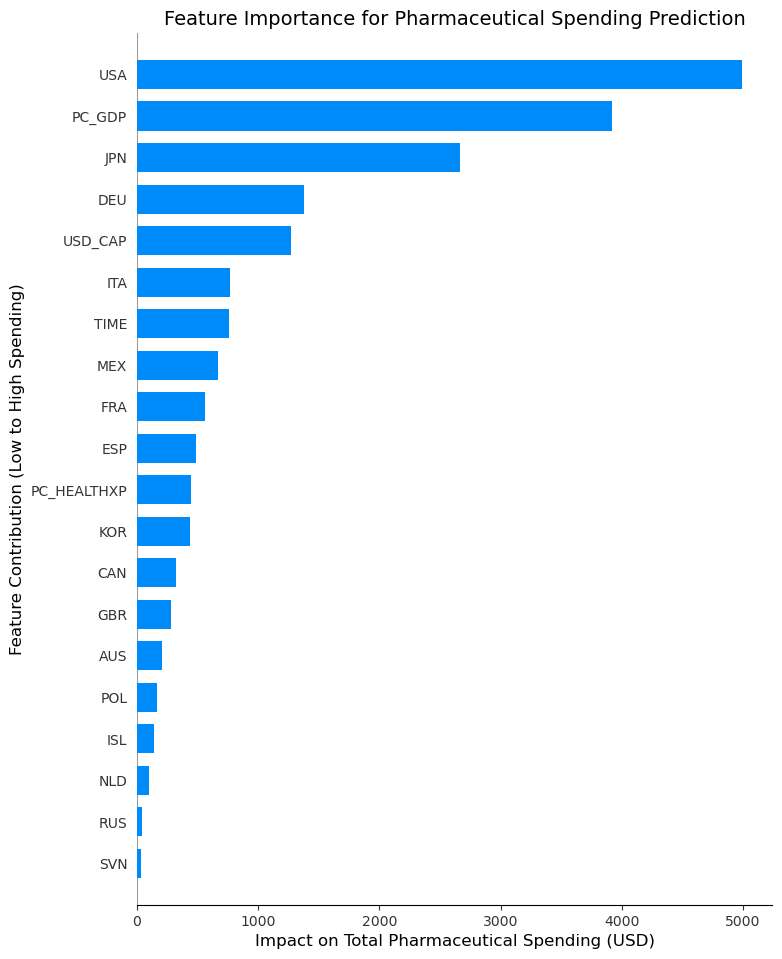 Feature Importance for Pharmaceutical Spending Prediction
Feature Contribution (Low to High Spending)
USA
PC_GDP
JPN
DEU
USD_CAP
ITA
TIME
MEX
FRA
ESP
PC_HEALTHXP
KOR
CAN
GBR
AUS
POL
ISL
NLD
RUS
SVN
0 1000 2000 3000 4000 5000
Impact on Total Pharmaceutical Spending (USD)